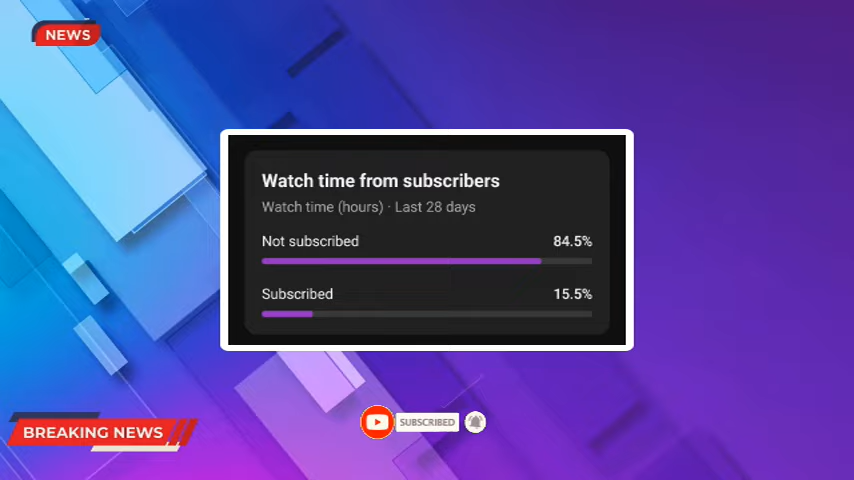 NEWS
Watch time from subscribers
Watch time (hours) · Last 28 days
Not subscribed 84.5%
Subscribed 15.5%
SUBSCRIBED
BREAKING NEWS